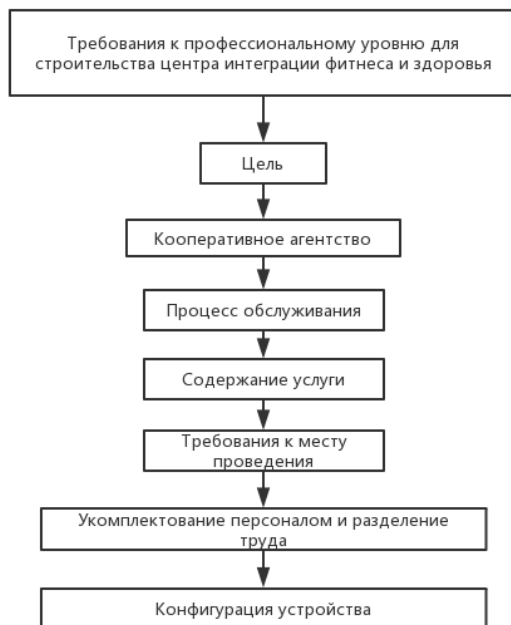 Требования к профессиональному уровню для
строительства центра интеграции фитнеса и здоровья
Цель
Кооперативное агентство
Процесс обслуживания
Содержание услуги
Требования к месту
проведения
Укомплектование персоналом и разделение
труда
Конфигурация устройства